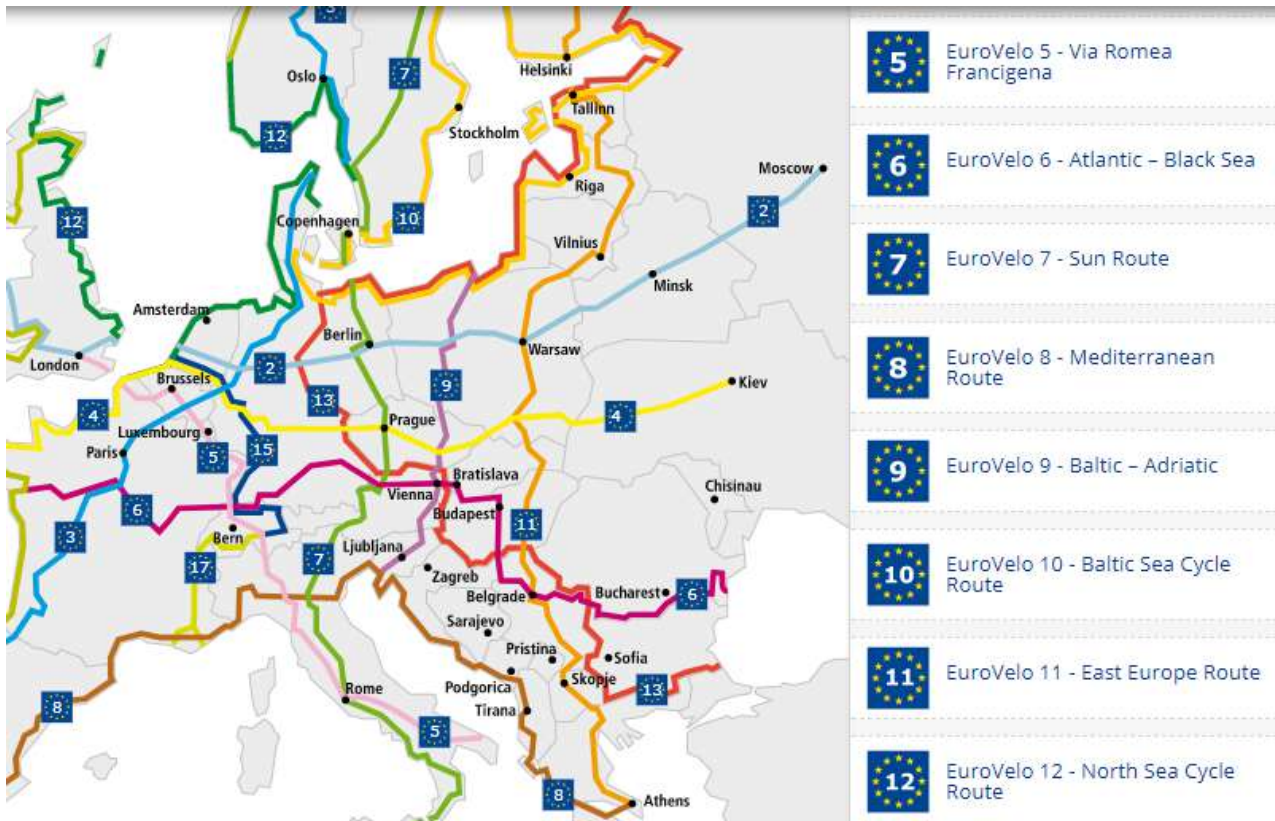 3
Oslo
7
Helsinki
Tallinn
12
Stockholm
Moscow
Riga
2
12
Copenhagen
10
Vilnius
Minsk
Amsterdam
Berlin
Warsaw
London
2
Brussels
9
Kiev
13
4
4
Prague
Luxembourg
Paris
5
15
Bratislava
Vienna
Chisinau
6
Budapest
3
Bern
11
Ljubljana
7
17
Zagreb
Belgrade
Bucharest
6
Sarajevo
Pristina
Sofia
Podgorica
Skopje
Rome
13
8
Tirana
5
8
Athens
5
EuroVelo 5 - Via Romea
Francigena
6
EuroVelo 6 - Atlantic – Black Sea
7
EuroVelo 7 - Sun Route
8
EuroVelo 8 - Mediterranean
Route
9
EuroVelo 9 - Baltic – Adriatic
10
EuroVelo 10 - Baltic Sea Cycle
Route
11
EuroVelo 11 - East Europe Route
12
EuroVelo 12 - North Sea Cycle
Route